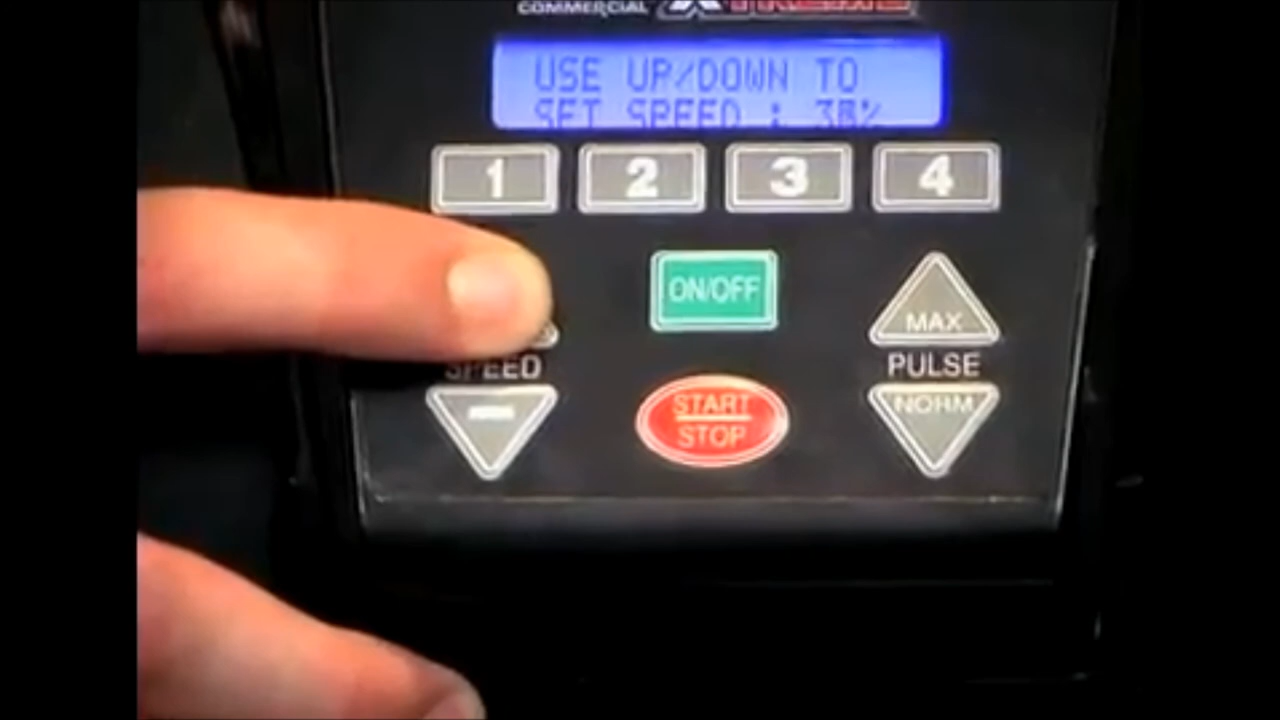 COMMERCIAL XTREME
USE UP/DOWN TO
SET SPEED :
1 2 3 4
ON/OFF
MAX
SPEED
PULSE
START
NORM
STOP